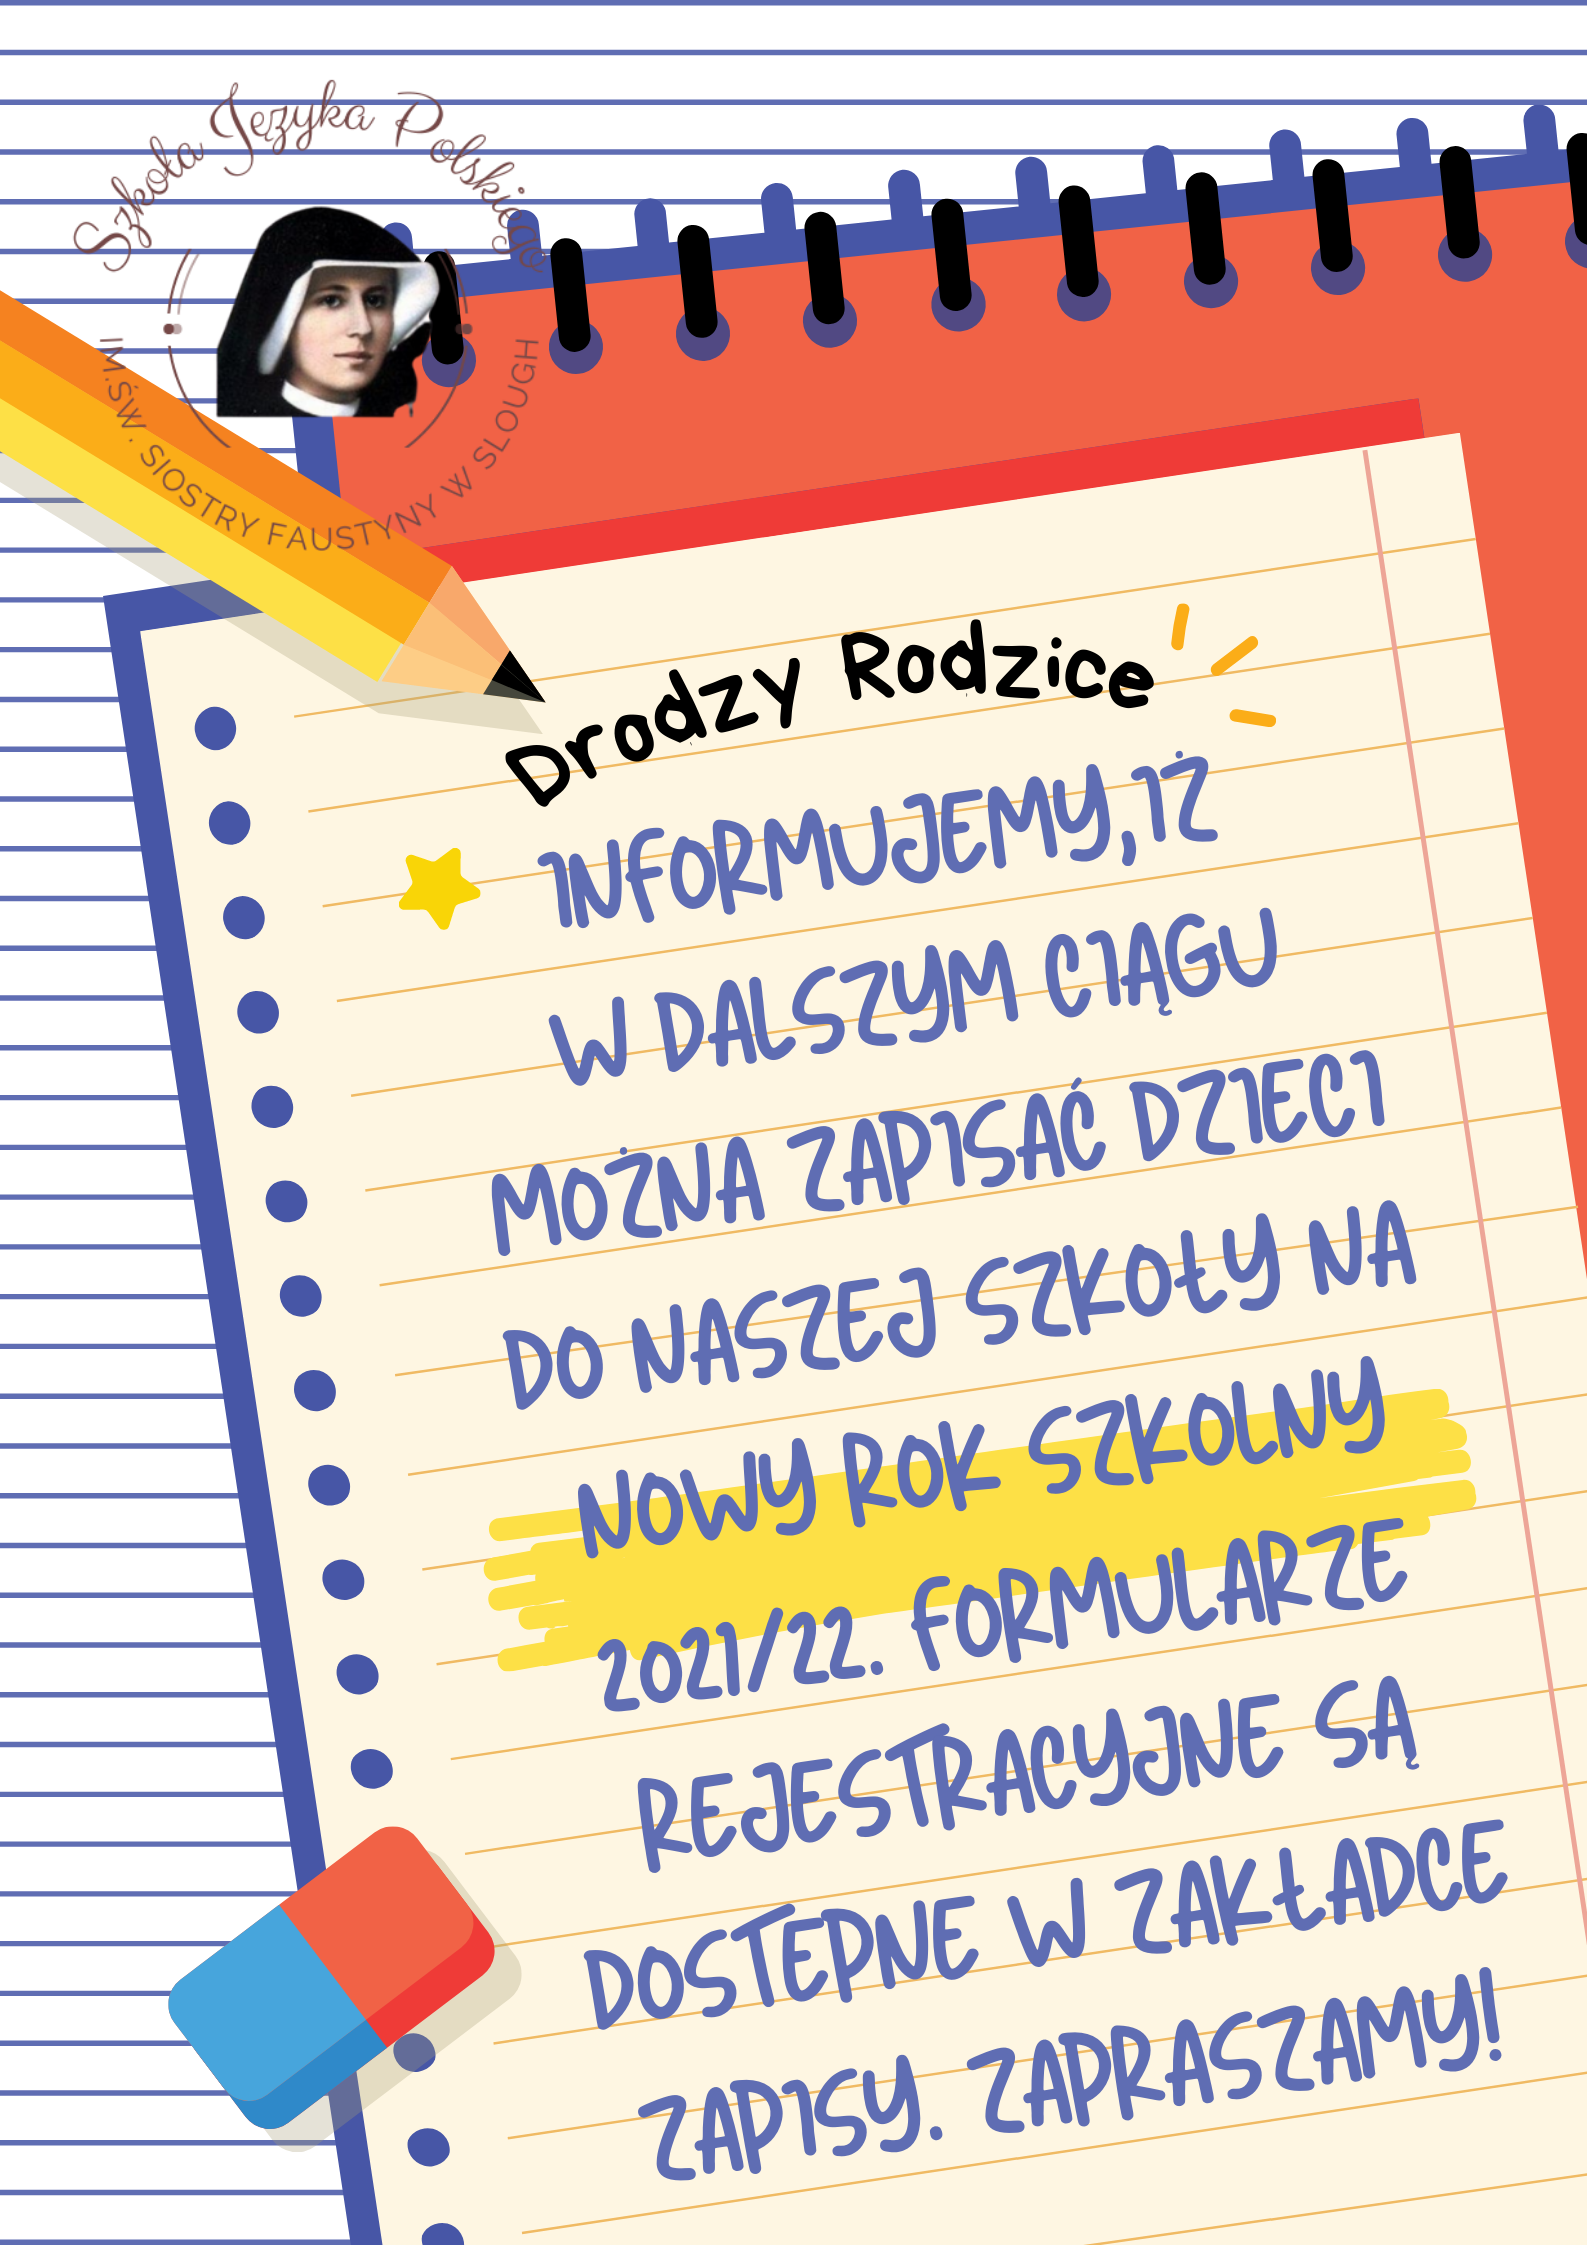 Szkoła Języka Polskiego
IM.ŚW. SIOSTRY FAUSTYNY W SLOUGH
Drodzy Rodzice
INFORMUJEMY, IŻ
W DALSZYM CIĄGU
MOŻNA ZAPISAĆ DZIECI
DO NASZEJ SZKOŁY NA
NOWY ROK SZKOLNY
2021/22. FORMULARZE
REJESTRACYJNE SĄ
DOSTEPNE W ZAKŁADCE
ZAPISY. ZAPRASZAMY!